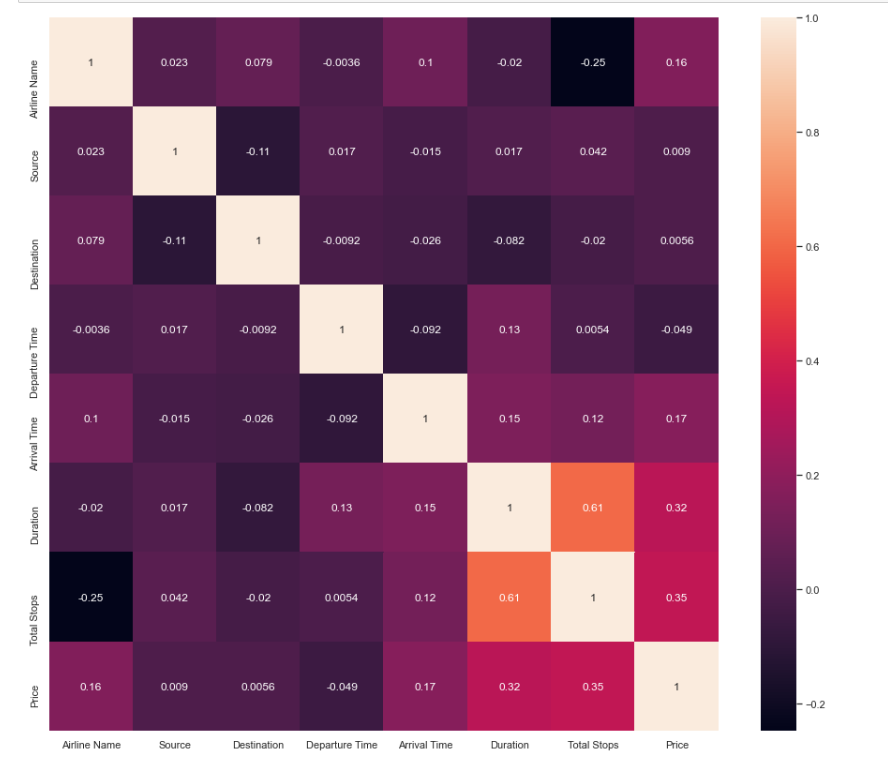 Airline Name 1 0.023 0.079 -0.0036 0.1 -0.02 -0.25 0.16
Source 0.023 1 -0.11 0.017 -0.015 0.017 0.042 0.009
Destination 0.079 -0.11 1 -0.0092 -0.026 -0.082 -0.02 0.0056
Departure Time -0.0036 0.017 -0.0092 1 -0.092 0.13 0.0054 -0.049
Arrival Time 0.1 -0.015 -0.026 -0.092 1 0.15 0.12 0.17
Duration -0.02 0.017 -0.082 0.13 0.15 1 0.61 0.32
Total Stops -0.25 0.042 -0.02 0.0054 0.12 0.61 1 0.35
Price 0.16 0.009 0.0056 -0.049 0.17 0.32 0.35 1
Airline Name Source Destination Departure Time Arrival Time Duration Total Stops Price
1.0
0.8
0.6
0.4
0.2
0.0
−0.2